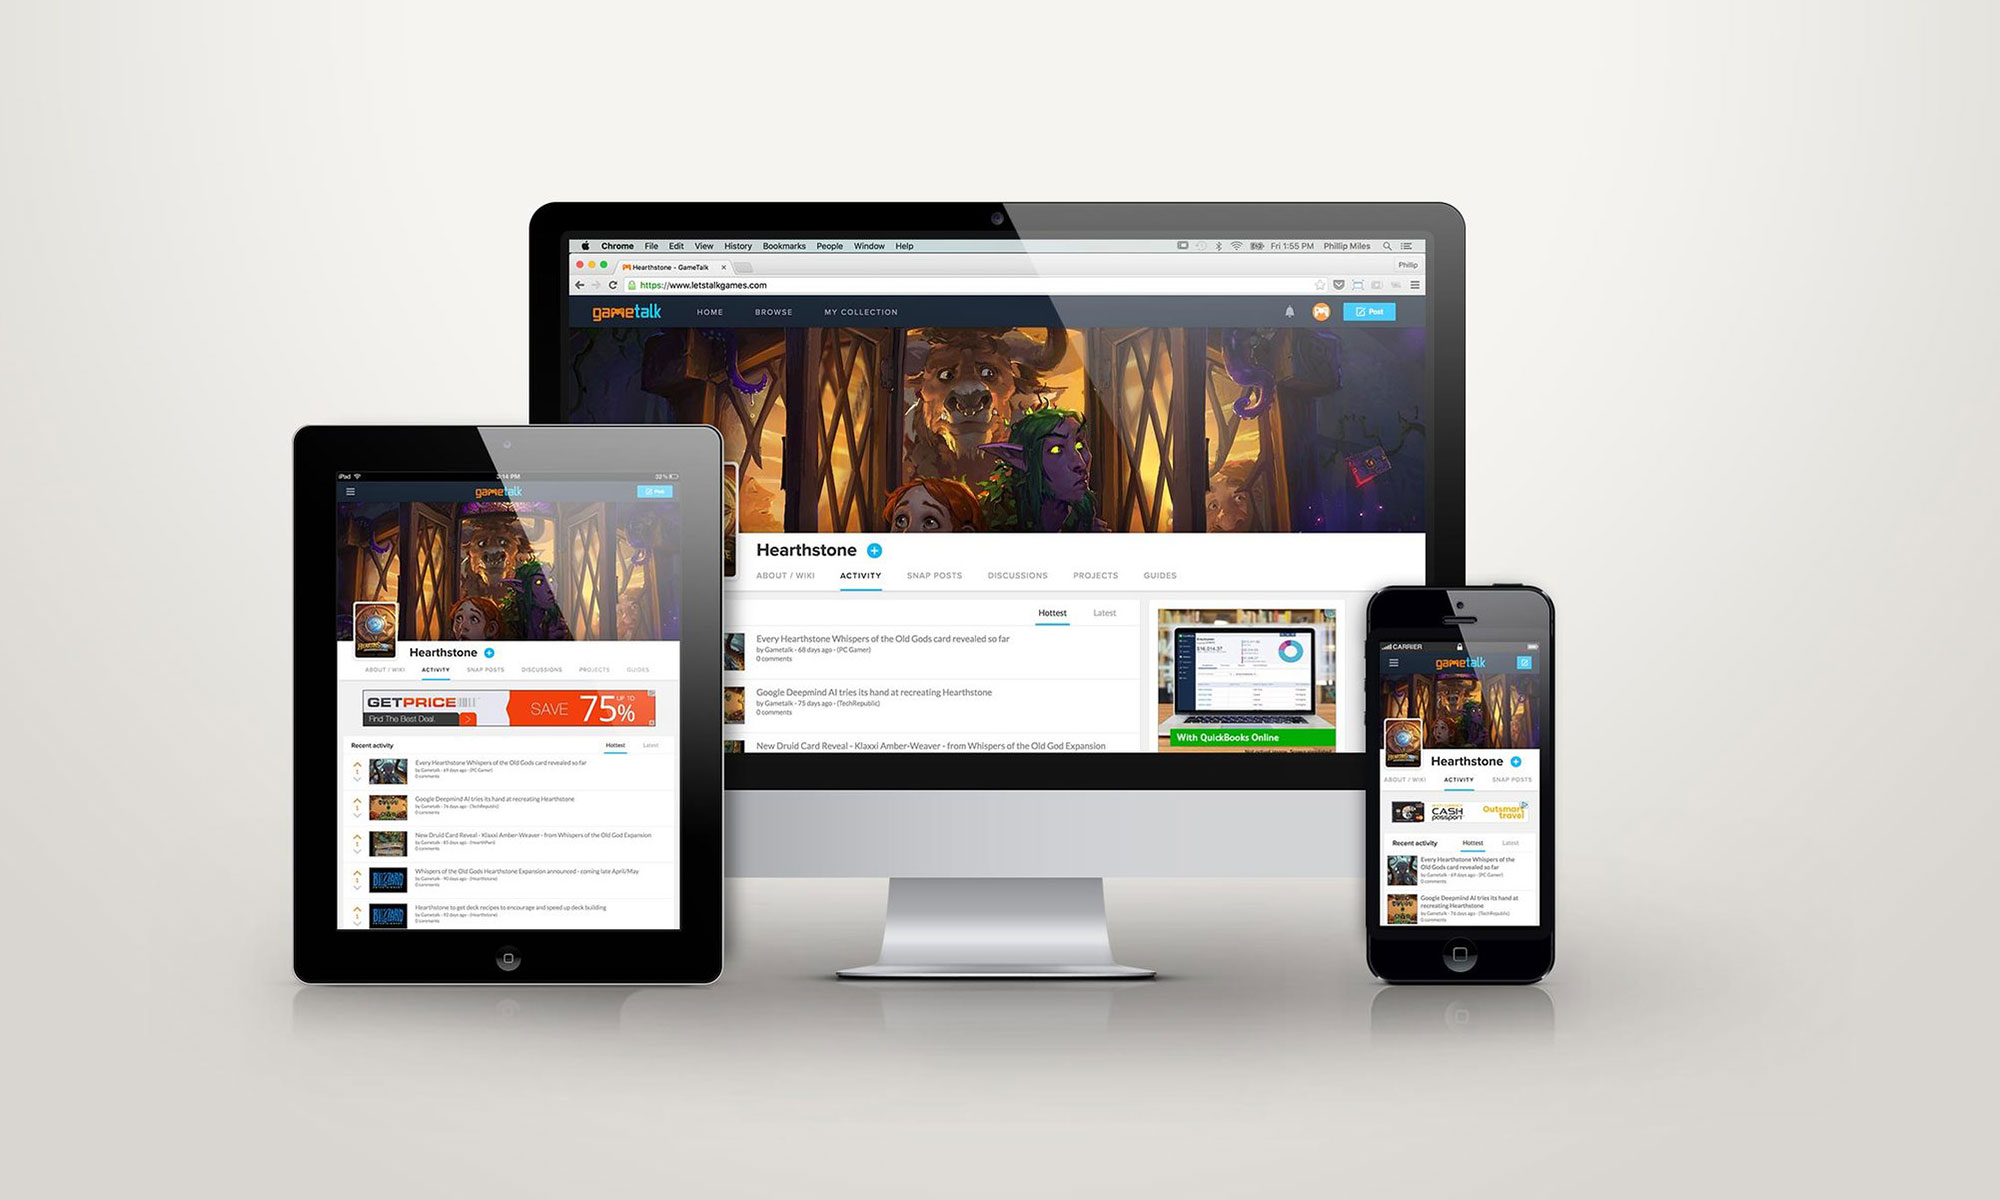 Chrome File Edit View History Bookmarks People Window Help Fri 1:55 PM Phillip Miles
Hearthstone - GameTalk Phillip
https://www.letstalkgames.com
gametalk HOME BROWSE MY COLLECTION Post
Hearthstone
ABOUT / WIKI ACTIVITY SNAP POSTS DISCUSSIONS PROJECTS GUIDES
Hottest Latest
Every Hearthstone Whispers of the Old Gods card revealed so far
by Gametalk - 68 days ago - (PC Gamer)
0 comments
Google Deepmind AI tries its hand at recreating Hearthstone
by Gametalk - 75 days ago - (TechRepublic)
0 comments
New Druid Card Reveal - Klaxxi Amber-Weaver - from Whispers of the Old God Expansion
With QuickBooks Online
iPad 3:14 PM 32%
gametalk Post
Hearthstone
ABOUT / WIKI ACTIVITY SNAP POSTS DISCUSSIONS PROJECTS GUIDES
GETPRICE
Find The Best Deal
SAVE UP TO 75%
Recent activity Hottest Latest
Every Hearthstone Whispers of the Old Gods card revealed so far
by Gametalk - 69 days ago - (PC Gamer)
0 comments
Google Deepmind AI tries its hand at recreating Hearthstone
by Gametalk - 76 days ago - (TechRepublic)
0 comments
New Druid Card Reveal - Klaxxi Amber-Weaver - from Whispers of the Old God Expansion
by Gametalk - 85 days ago - (HearthPwn)
0 comments
Whispers of the Old Gods Hearthstone Expansion announced - coming late April/May
by Gametalk - 90 days ago - (Hearthstone)
0 comments
Hearthstone to get deck recipes to encourage and speed up deck building
by Gametalk - 92 days ago - (Hearthstone)
0 comments
CARRIER
gametalk
Hearthstone
ABOUT / WIKI ACTIVITY SNAP POSTS
CASH passport
Outsmart travel
Recent activity Hottest Latest
Every Hearthstone Whispers of the
Old Gods card revealed so far
by Gametalk - 69 days ago - (PC Gamer)
0 comments
Google Deepmind AI tries its hand at
recreating Hearthstone
by Gametalk - 76 days ago - (TechRepublic)
0 comments